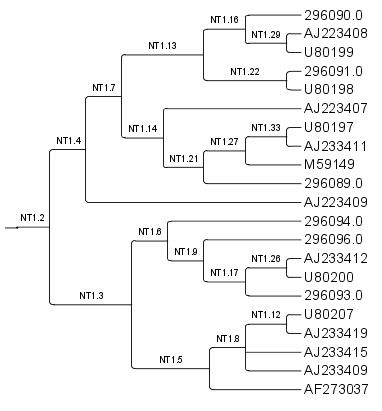 296090.0
NT1.16
AJ223408
NT1.29
NT1.13
U80199
296091.0
NT1.22
U80198
NT1.7
AJ223407
U80197
NT1.33
NT1.14
NT1.27
AJ233411
NT1.4
M59149
NT1.21
296089.0
AJ223409
NT1.2
296094.0
NT1.6
296096.0
AJ233412
NT1.26
NT1.9
NT1.17
U80200
NT1.3
296093.0
U80207
NT1.12
AJ233419
NT1.8
AJ233415
NT1.5
AJ233409
AF273037